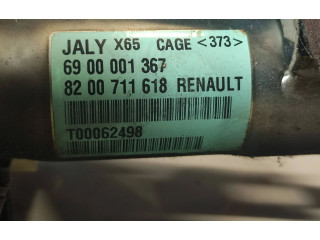 JALY X65 CAGE <373>
69 00 001 367
82 00 711 618 RENAULT
T00062498